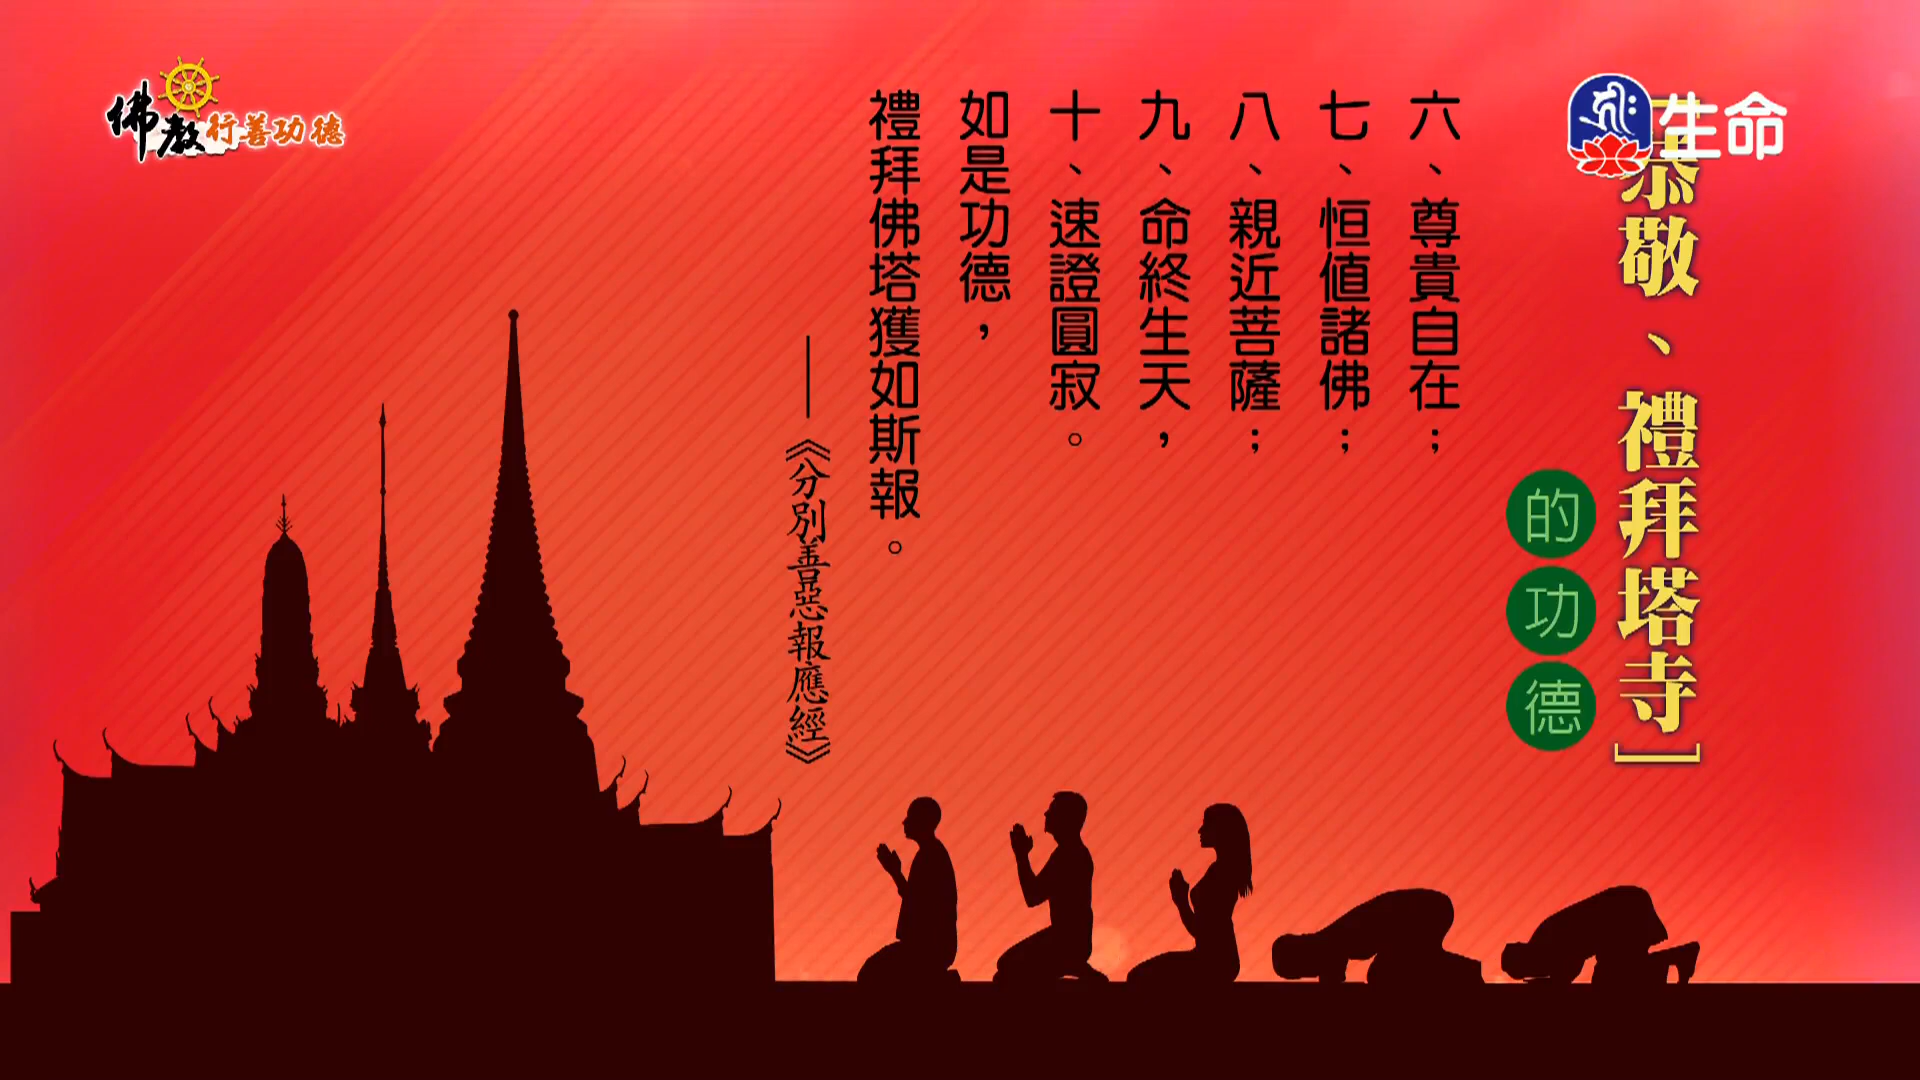 佛教行善功德
生命
「恭敬、禮拜塔寺」
的功德
六、尊貴自在；
七、恒值諸佛；
八、親近菩薩；
九、命終生天，
十、速證圓寂。
如是功德，
禮拜佛塔獲如斯報。
——《分別善惡報應經》